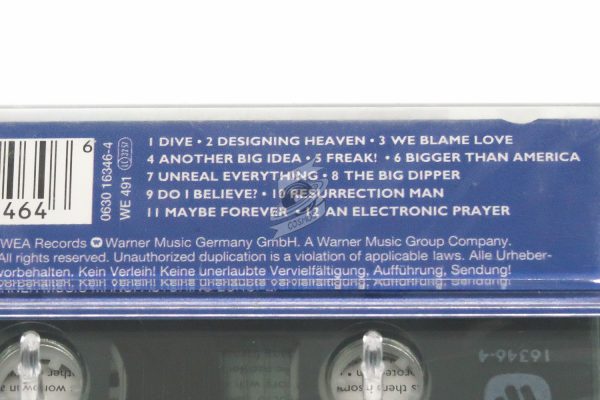 1 DIVE • 2 DESIGNING HEAVEN • 3 WE BLAME LOVE
4 ANOTHER BIG IDEA • 5 FREAK! • 6 BIGGER THAN AMERICA
7 UNREAL EVERYTHING • 8 THE BIG DIPPER
9 DO I BELIEVE? • 10 RESURRECTION MAN
11 MAYBE FOREVER • 12 AN ELECTRONIC PRAYER
6
464
0630 16346-4
WE 491
WEA Records Warner Music Germany GmbH. A Warner Music Group Company.
All rights reserved. Unauthorized duplication is a violation of applicable laws. Alle Urheber-
vorbehalten. Kein Verleih! Keine unerlaubte Vervielfältigung, Aufführung, Sendung!
16346-4